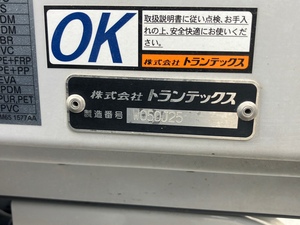 S
DM
DM
BR
VC
PE+FRP
PE+PP
EVA
PDM
PUR,PET
PVC
OK
取扱説明書に従い点検、お手入
れの上、安全快適にお使いください。
株式会社 トランテックス
株式会社 トランテックス
製造番号